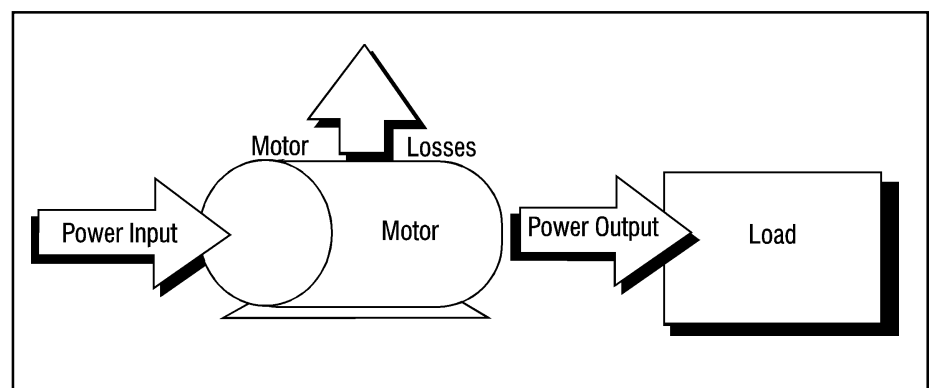 Motor Losses
Power Input
Motor
Power Output
Load